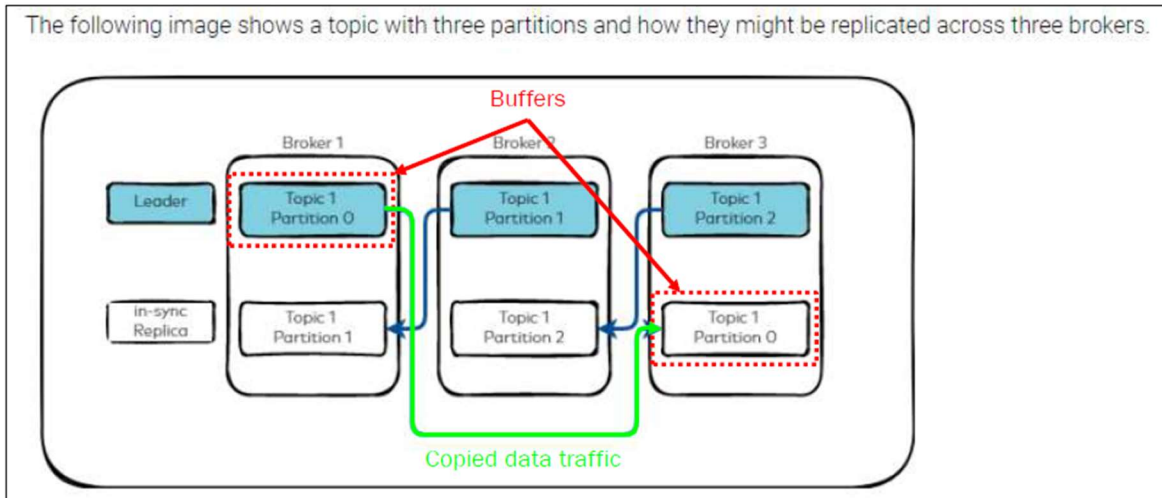 The following image shows a topic with three partitions and how they might be replicated across three brokers.
Buffers
Broker 1
Broker 2
Broker 3
Leader
Topic 1
Partition 0
Topic 1
Partition 1
Topic 1
Partition 2
in-sync
Replica
Topic 1
Partition 1
Topic 1
Partition 2
Topic 1
Partition 0
Copied data traffic